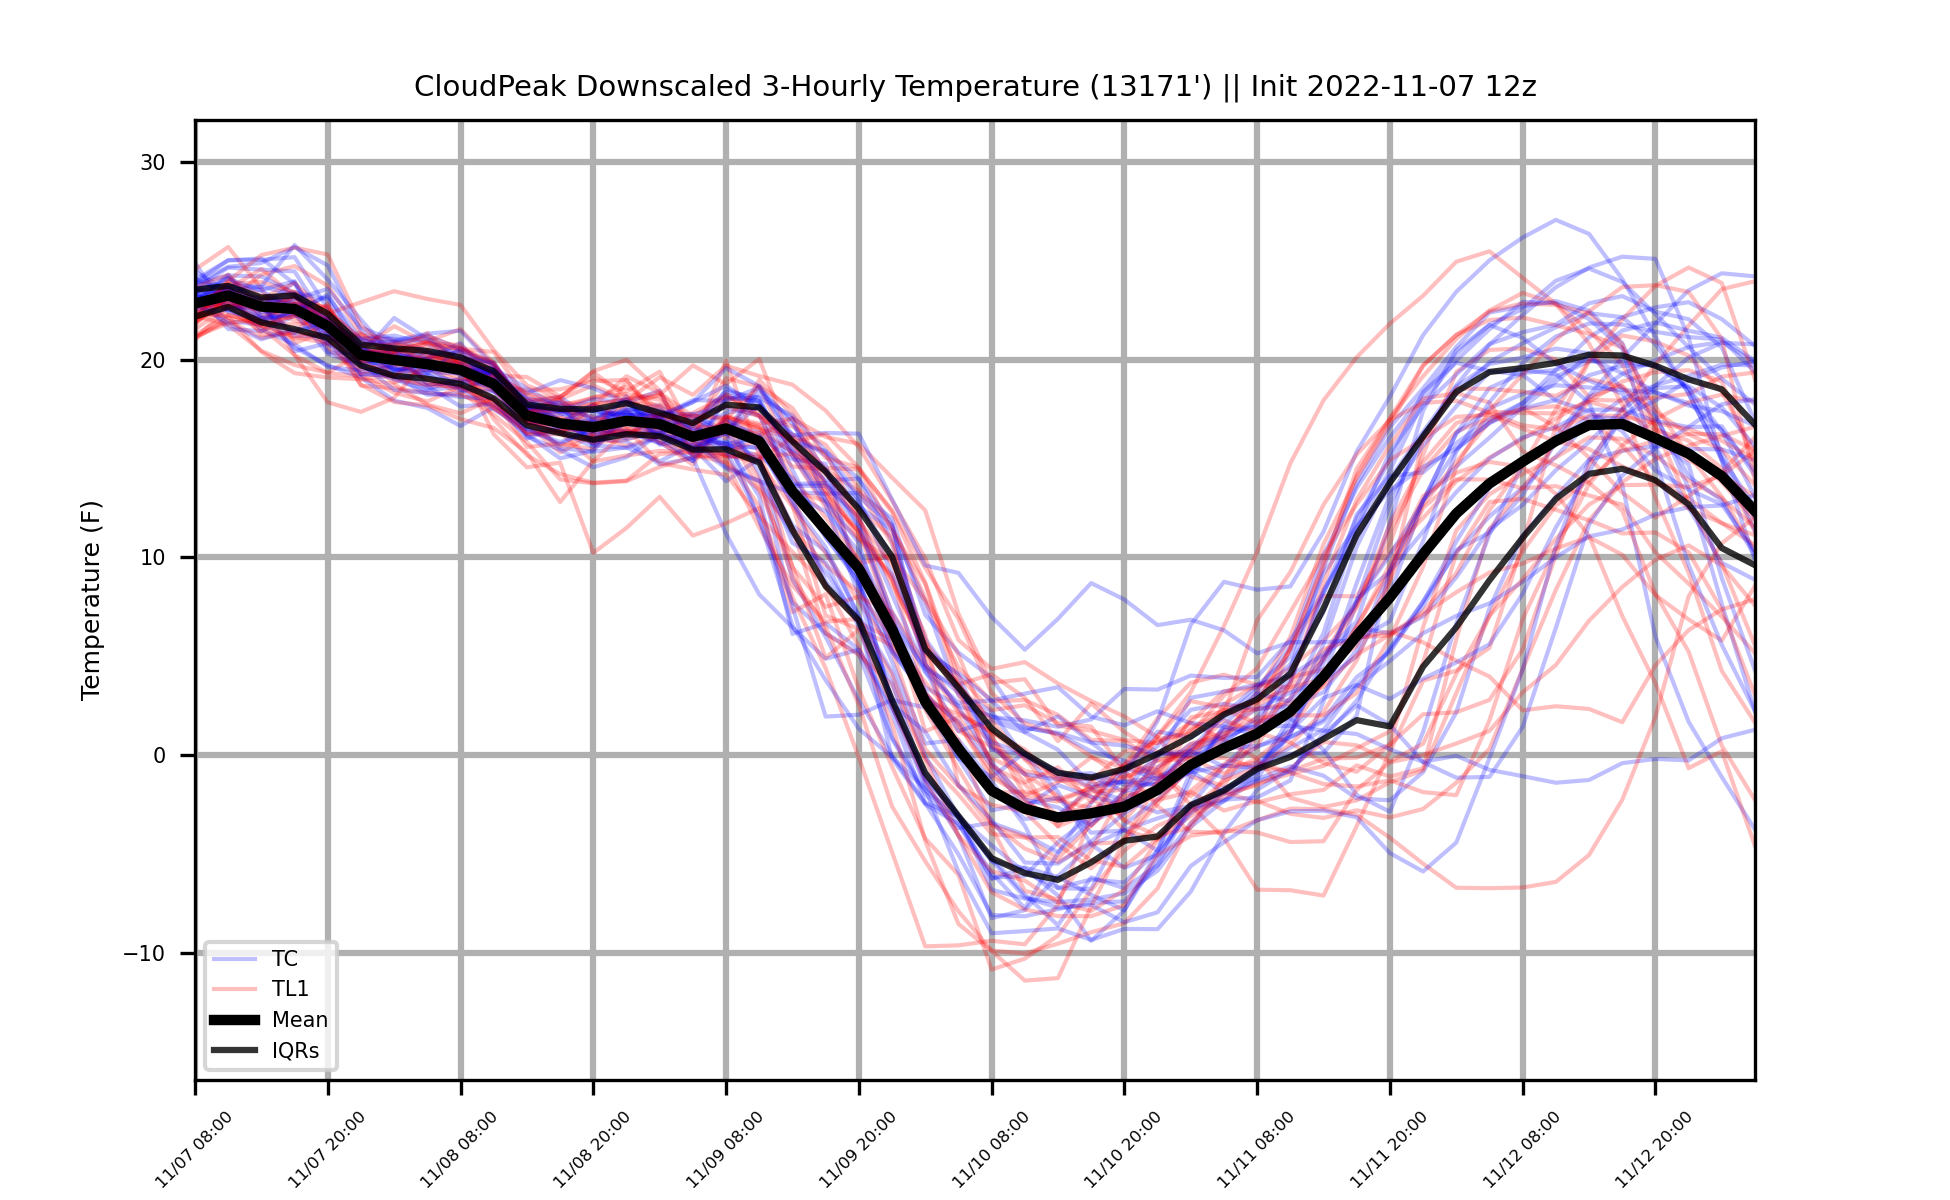 CloudPeak Downscaled 3-Hourly Temperature (13171') || Init 2022-11-07 12z
Temperature (F)
30
20
10
0
−10
TC
TL1
Mean
IQRs
11/07 08:00
11/07 20:00
11/08 08:00
11/08 20:00
11/09 08:00
11/09 20:00
11/10 08:00
11/10 20:00
11/11 08:00
11/11 20:00
11/12 08:00
11/12 20:00